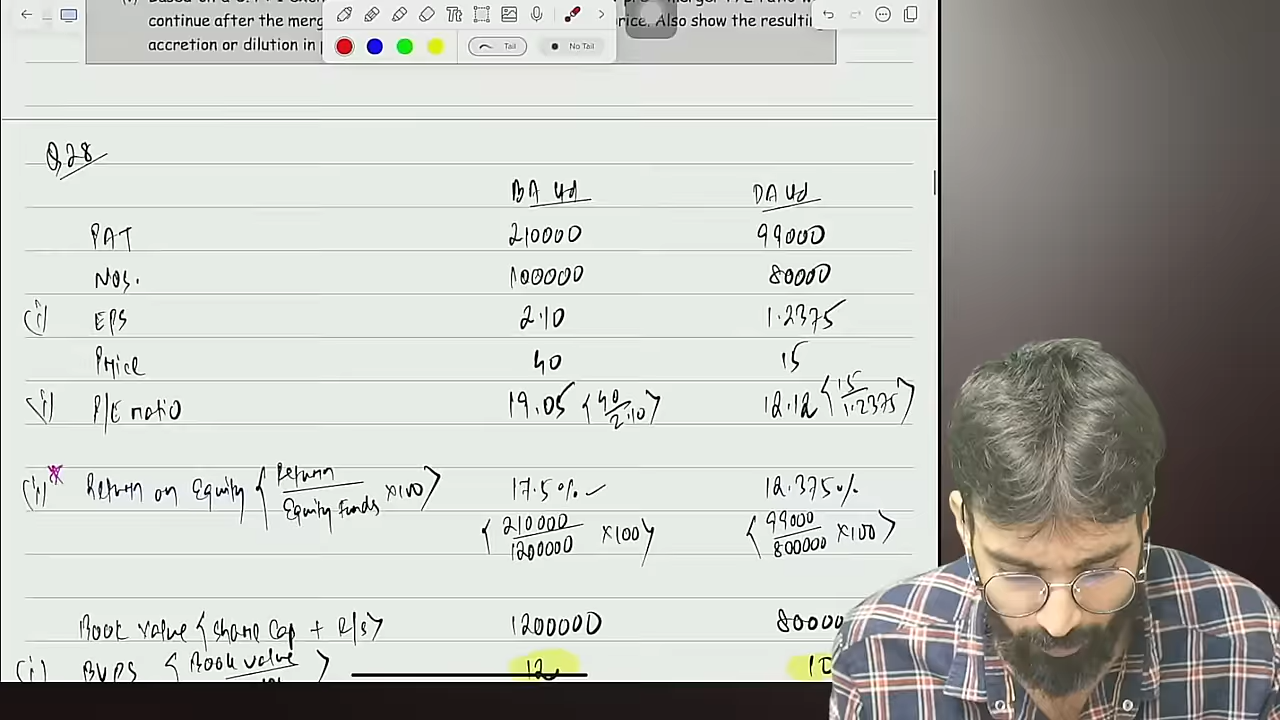 continue after the merg rice. Also show the resultin
Tt
accretion or dilution in
Tail
No Tail
Q28
BA Ltd DA Ltd
PAT 210000 99000
NOS. 100000 80000
(i) EPS 2.10 1.2375
Price 40 15
(i) P/E ratio 19.05 <40/2.10> 12.12 <15/1.2375>
(i)* Return on Equity <Return/Equity Funds ×100> 17.5% ✓ 12.375%
<210000/1200000 ×100> <99000/800000 ×100>
Book value <Share Cap + R/S> 1200000 80000
(i) BVPS <Book value 12 10